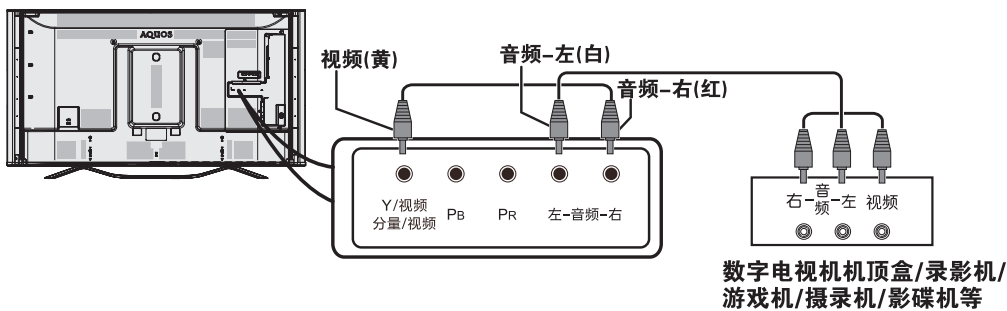 AQUOS
视频(黄)
音频-左(白)
音频-右(红)
Y/视频
分量/视频
PB
PR
左-音频-右
右-音频-左
视频
数字电视机机顶盒/录影机/
游戏机/摄录机/影碟机等